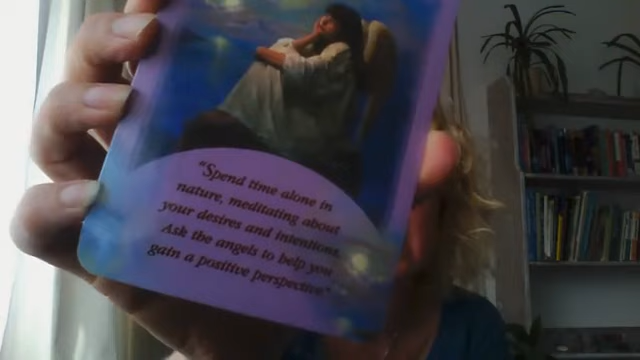 "Spend time alone in
nature, meditating about
your desires and intentions.
Ask the angels to help you
gain a positive perspective."